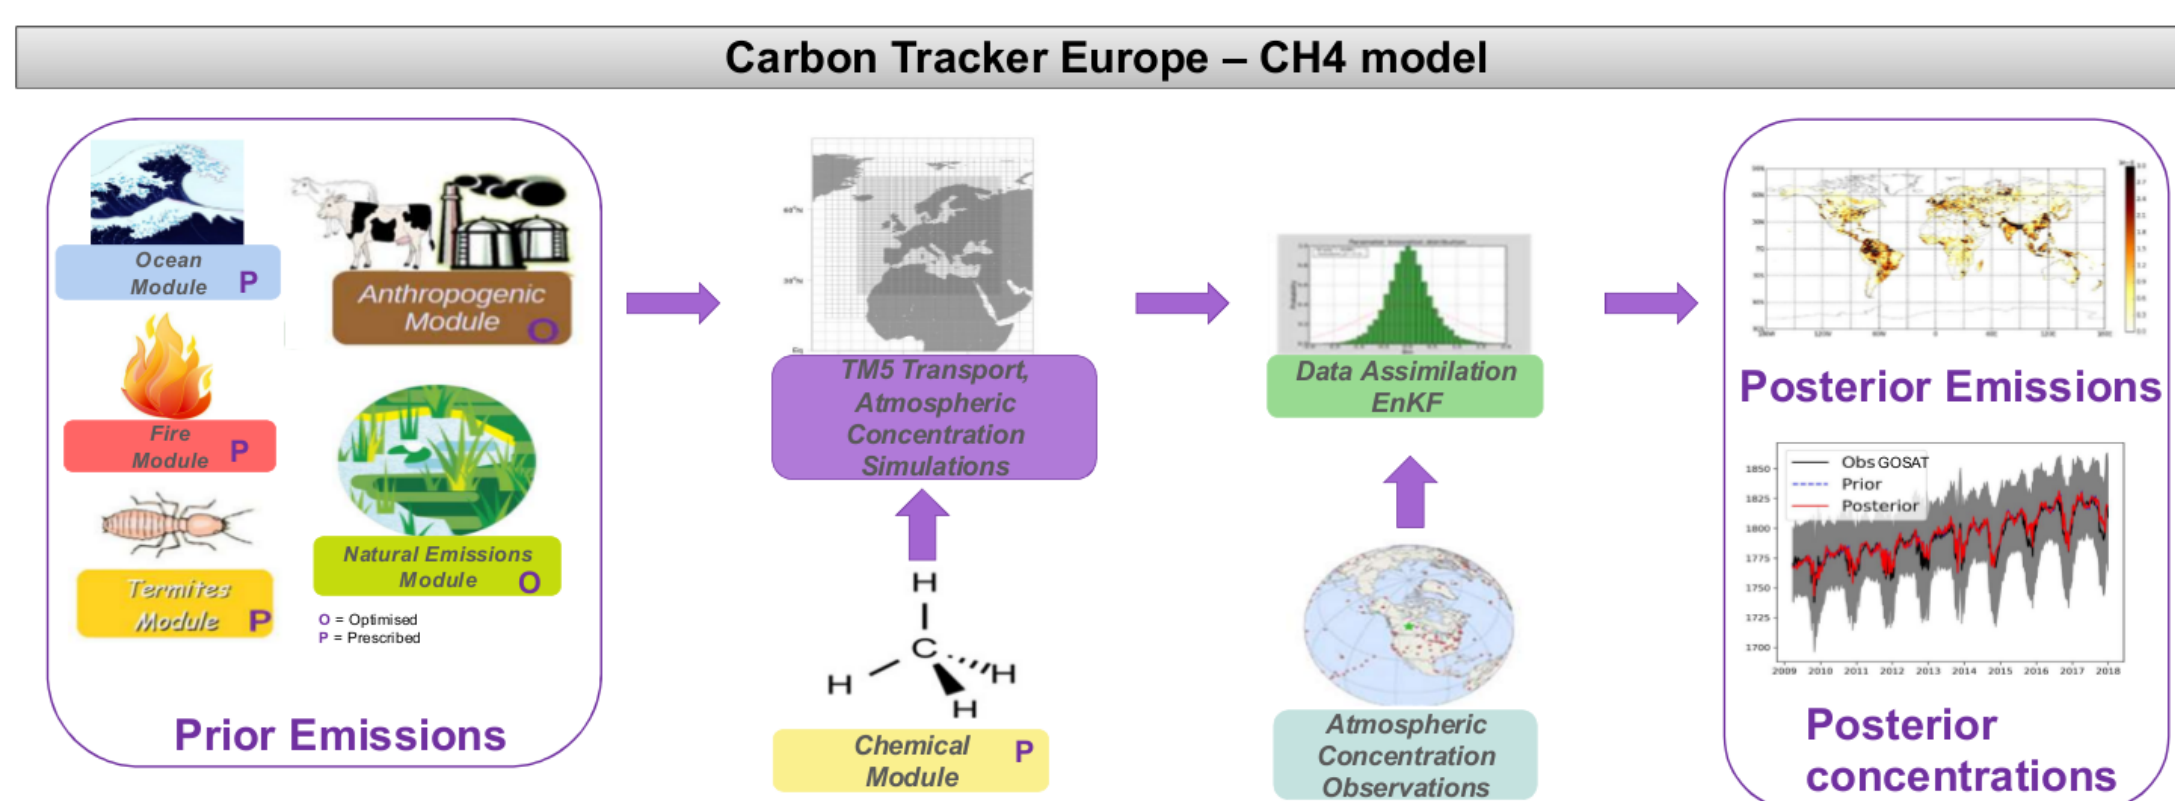 Carbon Tracker Europe – CH4 model
Ocean
Module P
Anthropogenic
Module O
Fire
Module P
Natural Emissions
Module O
Termites
Module P
O = Optimised
P = Prescribed
Prior Emissions
60°N
30°N
Eq
TM5 Transport,
Atmospheric
Concentration
Simulations
H
C
H
H
H
Chemical P
Module
Data Assimilation
EnKF
Atmospheric
Concentration
Observations
Posterior Emissions
Obs GOSAT
Prior
Posterior
1850
1825
1800
1775
1750
1725
1700
2009 2010 2011 2012 2013 2014 2015 2016 2017 2018
Posterior
concentrations